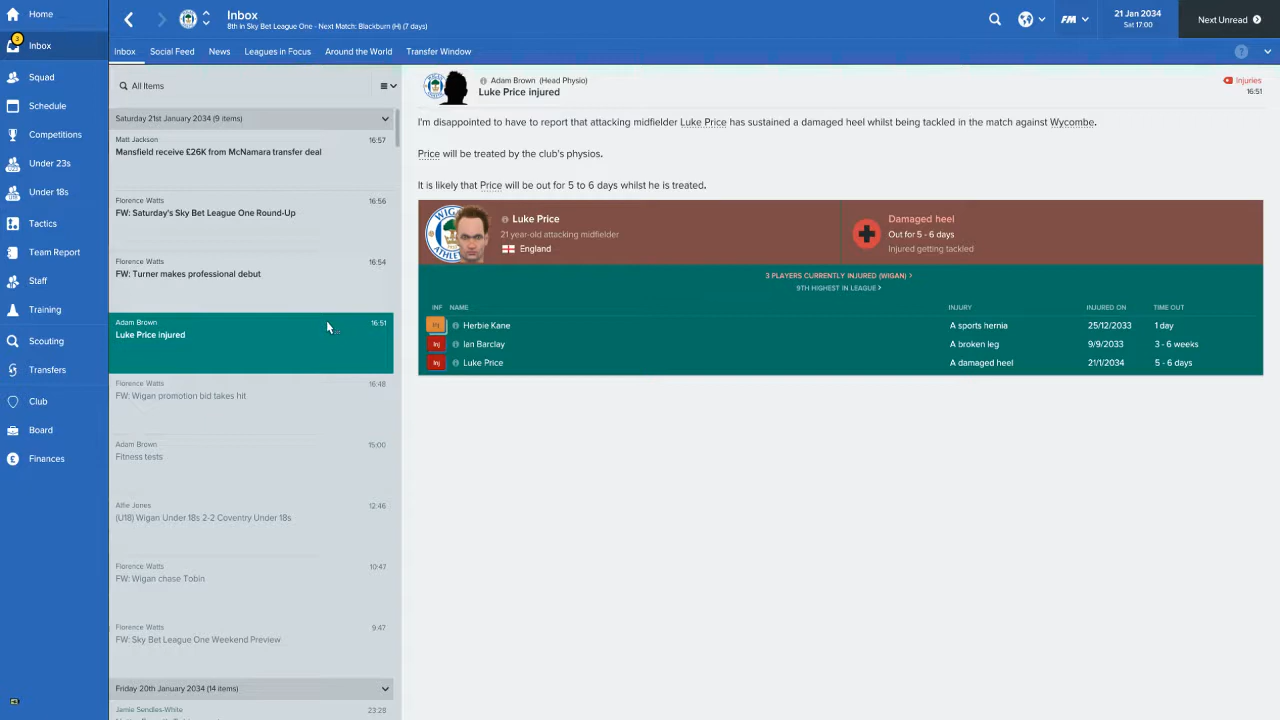 Home
3
Inbox
Squad
Schedule
Competitions
Under 23s
Under 18s
Tactics
Team Report
Staff
Training
Scouting
Transfers
Club
Board
Finances
Inbox
8th in Sky Bet League One - Next Match: Blackburn (H) (7 days)
FM
21 Jan 2034
Sat 17:00
Next Unread
Inbox Social Feed News Leagues in Focus Around the World Transfer Window
?
All Items
Saturday 21st January 2034 (9 items)
Matt Jackson 16:57
Mansfield receive £26K from McNamara transfer deal
Florence Watts 16:56
FW: Saturday's Sky Bet League One Round-Up
Florence Watts 16:54
FW: Turner makes professional debut
Adam Brown 16:51
Luke Price injured
Florence Watts 16:48
FW: Wigan promotion bid takes hit
Adam Brown 15:00
Fitness tests
Alfie Jones 12:46
(U18) Wigan Under 18s 2-2 Coventry Under 18s
Florence Watts 10:47
FW: Wigan chase Tobin
Florence Watts 9:47
FW: Sky Bet League One Weekend Preview
Friday 20th January 2034 (14 items)
Jamie Sendles-White 23:28
Adam Brown (Head Physio)
Luke Price injured
Injuries
16:51
I'm disappointed to have to report that attacking midfielder Luke Price has sustained a damaged heel whilst being tackled in the match against Wycombe.
Price will be treated by the club's physios.
It is likely that Price will be out for 5 to 6 days whilst he is treated.
Luke Price
21 year-old attacking midfielder
England
Damaged heel
Out for 5 - 6 days
Injured getting tackled
3 PLAYERS CURRENTLY INJURED (WIGAN) >
9TH HIGHEST IN LEAGUE >
INF NAME INJURY INJURED ON TIME OUT
Herbie Kane A sports hernia 25/12/2033 1 day
Inj Ian Barclay A broken leg 9/9/2033 3 - 6 weeks
Inj Luke Price A damaged heel 21/1/2034 5 - 6 days